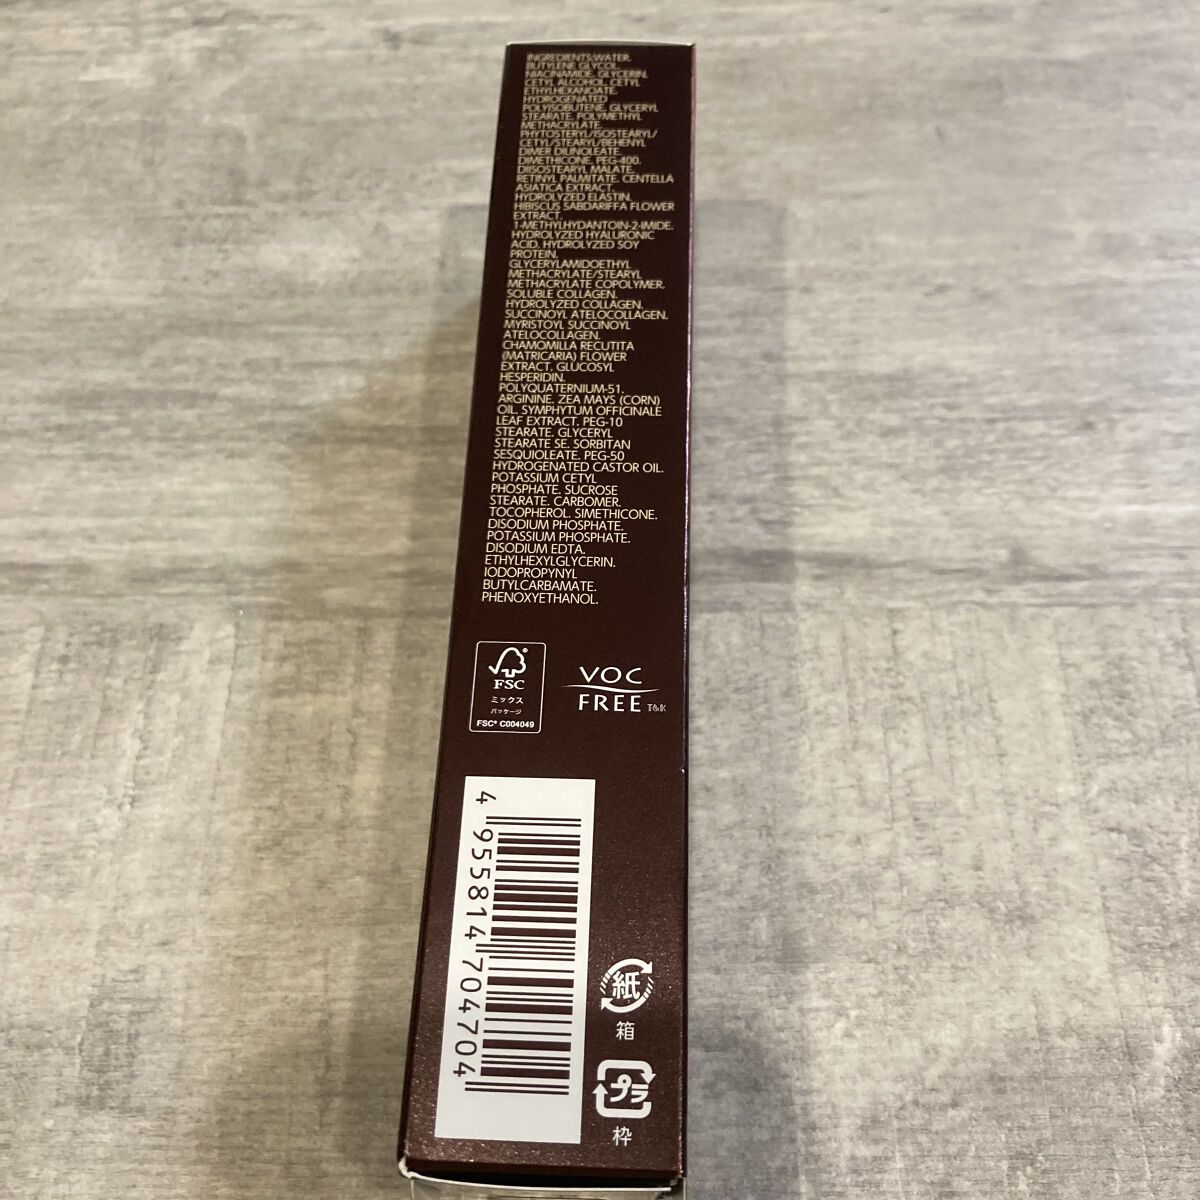 INGREDIENTS:WATER.
BUTYLENE GLYCOL.
NIACINAMIDE. GLYCERIN.
CETYL ALCOHOL. CETYL
ETHYLHEXANOATE.
HYDROGENATED
POLYISOBUTENE. GLYCERYL
STEARATE. POLYMETHYL
METHACRYLATE.
PHYTOSTERYL/ISOSTEARYL/
CETYL/STEARYL/BEHENYL
DIMER DILINOLEATE.
DIMETHICONE. PEG-400.
DIISOSTEARYL MALATE.
RETINYL PALMITATE. CENTELLA
ASIATICA EXTRACT.
HYDROLYZED ELASTIN.
HIBISCUS SABDARIFFA FLOWER
EXTRACT.
1-METHYLHYDANTOIN-2-IMIDE.
HYDROLYZED HYALURONIC
ACID. HYDROLYZED SOY
PROTEIN.
GLYCERYLAMIDOETHYL
METHACRYLATE/STEARYL
METHACRYLATE COPOLYMER.
SOLUBLE COLLAGEN.
HYDROLYZED COLLAGEN.
SUCCINOYL ATELOCOLLAGEN.
MYRISTOYL SUCCINOYL
ATELOCOLLAGEN.
CHAMOMILLA RECUTITA
(MATRICARIA) FLOWER
EXTRACT. GLUCOSYL
HESPERIDIN.
POLYQUATERNIUM-51.
ARGININE. ZEA MAYS (CORN)
OIL. SYMPHYTUM OFFICINALE
LEAF EXTRACT. PEG-10
STEARATE. GLYCERYL
STEARATE SE. SORBITAN
SESQUIOLEATE. PEG-50
HYDROGENATED CASTOR OIL.
POTASSIUM CETYL
PHOSPHATE. SUCROSE
STEARATE. CARBOMER.
TOCOPHEROL. SIMETHICONE.
DISODIUM PHOSPHATE.
POTASSIUM PHOSPHATE.
DISODIUM EDTA.
ETHYLHEXYLGLYCERIN.
IODOPROPYNYL
BUTYLCARBAMATE.
PHENOXYETHANOL.
FSC
ミックス
パッケージ
FSC® C004049
VOC
FREE T&K
4 955814 704704
紙
箱
プラ
枠